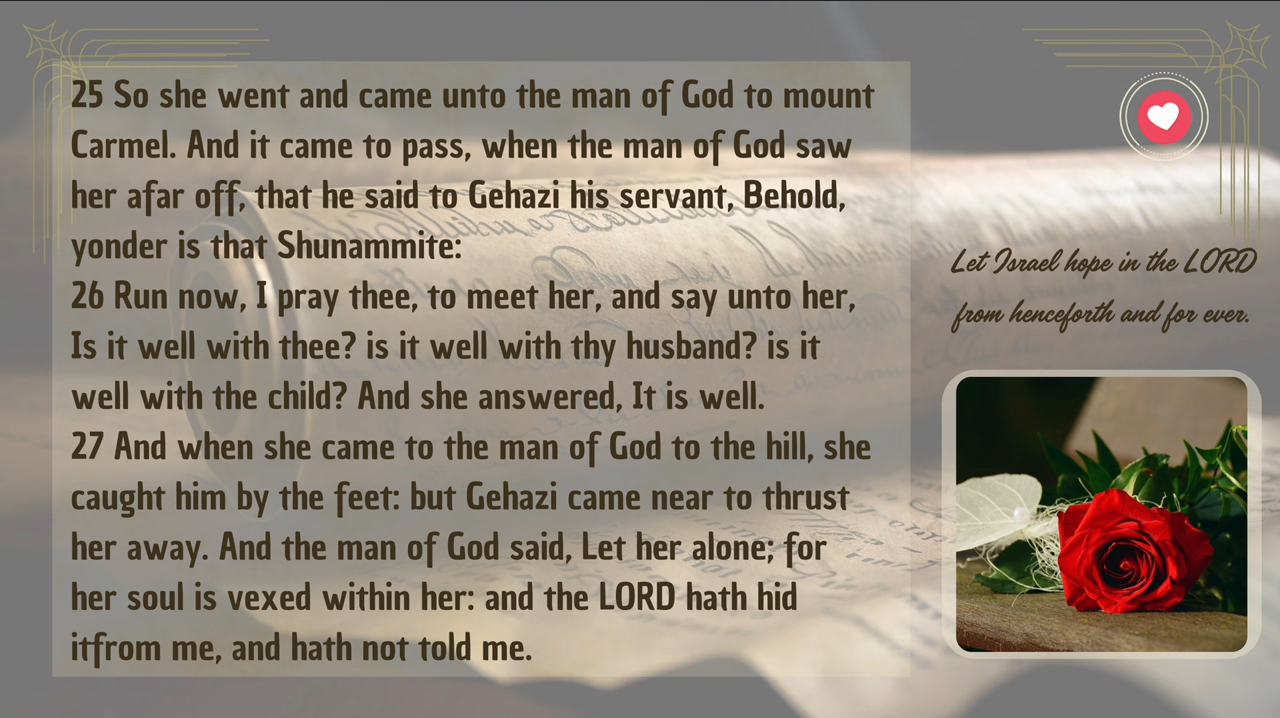 25 So she went and came unto the man of God to mount
Carmel. And it came to pass, when the man of God saw
her afar off, that he said to Gehazi his servant, Behold,
yonder is that Shunammite:
26 Run now, I pray thee, to meet her, and say unto her,
Is it well with thee? is it well with thy husband? is it
well with the child? And she answered, It is well.
27 And when she came to the man of God to the hill, she
caught him by the feet: but Gehazi came near to thrust
her away. And the man of God said, Let her alone; for
her soul is vexed within her: and the LORD hath hid
itfrom me, and hath not told me.
Let Israel hope in the LORD
from henceforth and for ever.